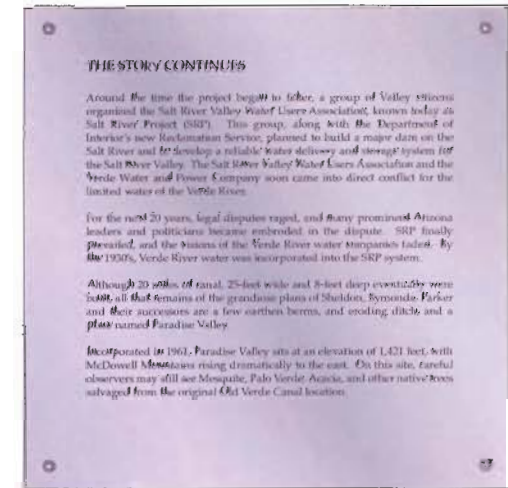 THE STORY CONTINUES
Around the time the project began to falter, a group of Valley citizens
organized the Salt River Valley Water Users Association, known today as
Salt River Project (SRP). This group, along with the Department of
Interior's new Reclamation Service, planned to build a major dam on the
Salt River and to develop a reliable water delivery and storage system for
the Salt River Valley. The Salt River Valley Water Users Association and the
Verde Water and Power Company soon came into direct conflict for the
limited waters of the Verde River.
For the next 20 years, legal disputes raged, and many prominent Arizona
leaders and politicians became embroiled in the dispute. SRP finally
prevailed, and the visions of the Verde River water companies faded. By
the 1930's, Verde River water was incorporated into the SRP system.
Although 20 miles of canal, 25-feet wide and 8-feet deep eventually were
built, all that remains of the grandiose plans of Sheldon, Symonds, Parker
and their successors are a few earthen berms, and eroding ditch, and a
place named Paradise Valley.
Incorporated in 1961, Paradise Valley sits at an elevation of 1,421 feet, with
McDowell Mountains rising dramatically to the east. On this site, careful
observers may still see Mesquite, Palo Verde, Acacia, and other native trees
salvaged from the original Old Verde Canal location.